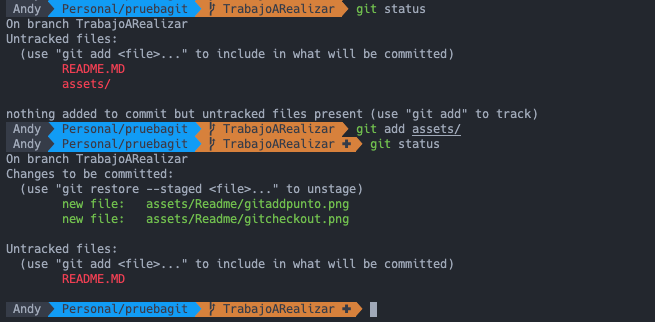 Andy Personal/pruebagit TrabajoARealizar git status
On branch TrabajoARealizar
Untracked files:
  (use "git add <file>..." to include in what will be committed)
        README.MD
        assets/

nothing added to commit but untracked files present (use "git add" to track)
Andy Personal/pruebagit TrabajoARealizar git add assets/
Andy Personal/pruebagit TrabajoARealizar ✚ git status
On branch TrabajoARealizar
Changes to be committed:
  (use "git restore --staged <file>..." to unstage)
        new file:   assets/Readme/gitaddpunto.png
        new file:   assets/Readme/gitcheckout.png

Untracked files:
  (use "git add <file>..." to include in what will be committed)
        README.MD

Andy Personal/pruebagit TrabajoARealizar ✚